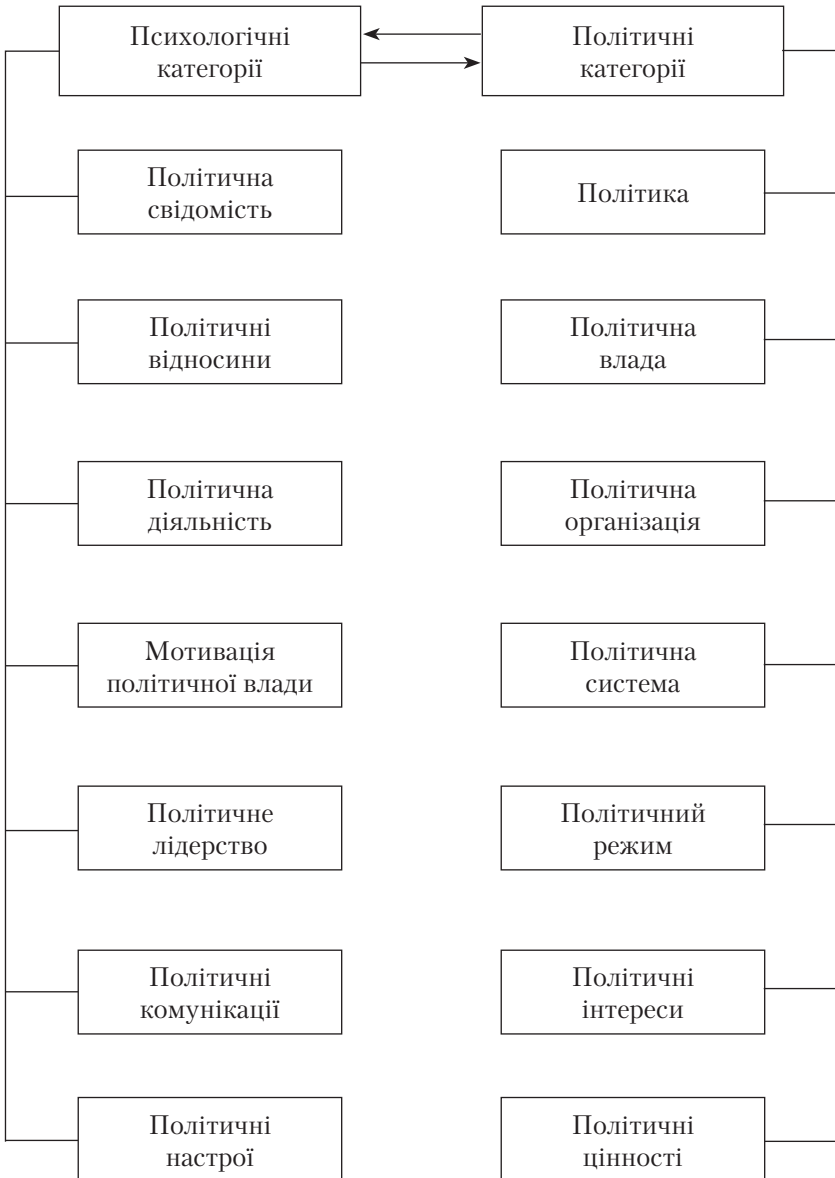 Психологічні
категорії
Політичні
категорії
Політична
свідомість
Політика
Політичні
відносини
Політична
влада
Політична
діяльність
Політична
організація
Мотивація
політичної влади
Політична
система
Політичне
лідерство
Політичний
режим
Політичні
комунікації
Політичні
інтереси
Політичні
настрої
Політичні
цінності